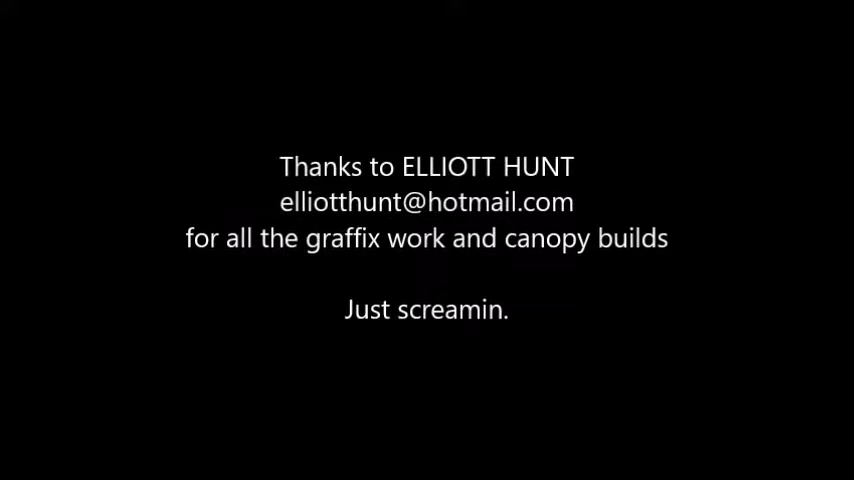 Thanks to ELLIOTT HUNT
elliotthunt@hotmail.com
for all the graffix work and canopy builds
Just screamin.